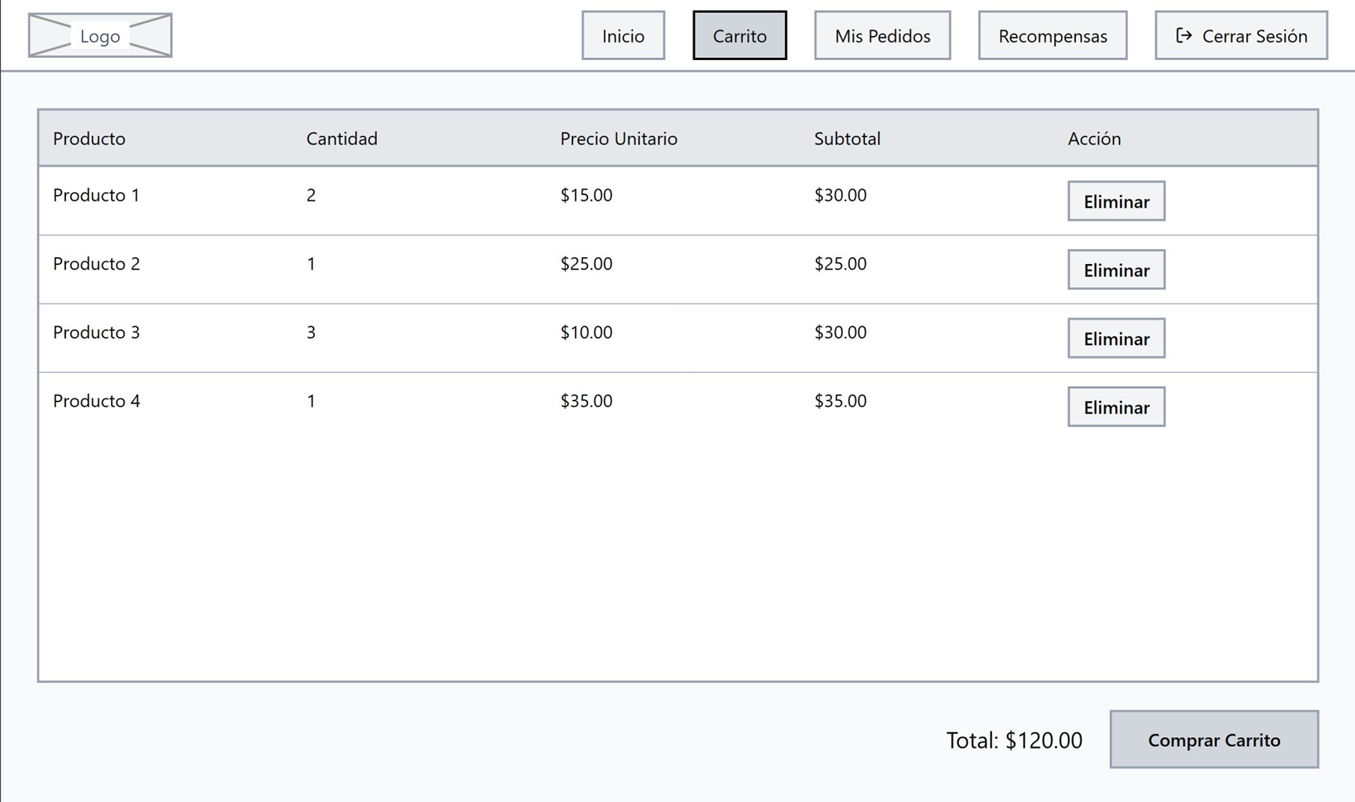 Logo Inicio Carrito Mis Pedidos Recompensas Cerrar Sesión
Producto Cantidad Precio Unitario Subtotal Acción
Producto 1 2 $15.00 $30.00 Eliminar
Producto 2 1 $25.00 $25.00 Eliminar
Producto 3 3 $10.00 $30.00 Eliminar
Producto 4 1 $35.00 $35.00 Eliminar
Total: $120.00 Comprar Carrito